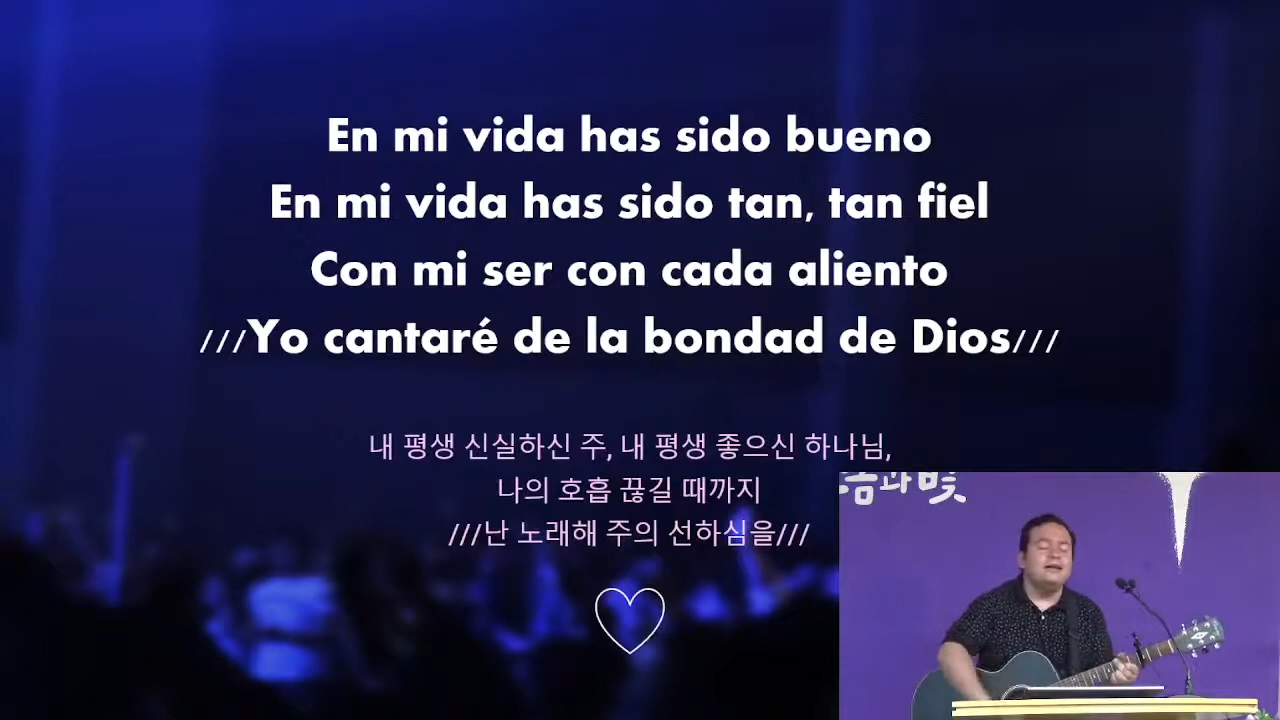 En mi vida has sido bueno
En mi vida has sido tan, tan fiel
Con mi ser con cada aliento
///Yo cantaré de la bondad de Dios///
내 평생 신실하신 주, 내 평생 좋으신 하나님,
나의 호흡 끊길 때까지
///난 노래해 주의 선하심을///